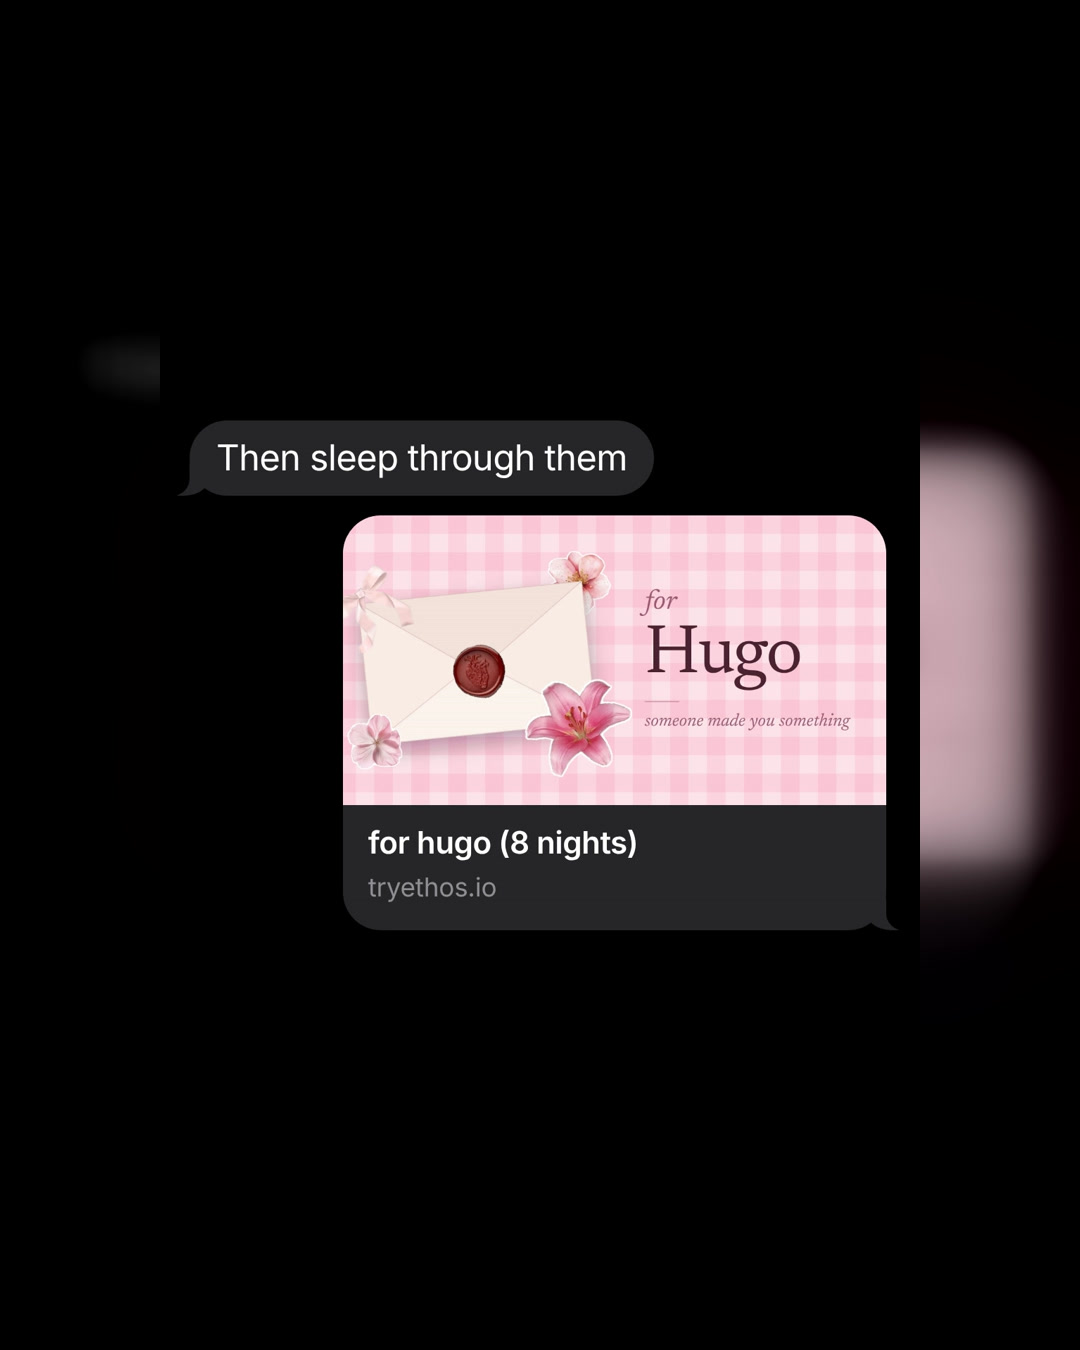 Then sleep through them
for
Hugo
someone made you something
for hugo (8 nights)
tryethos.io